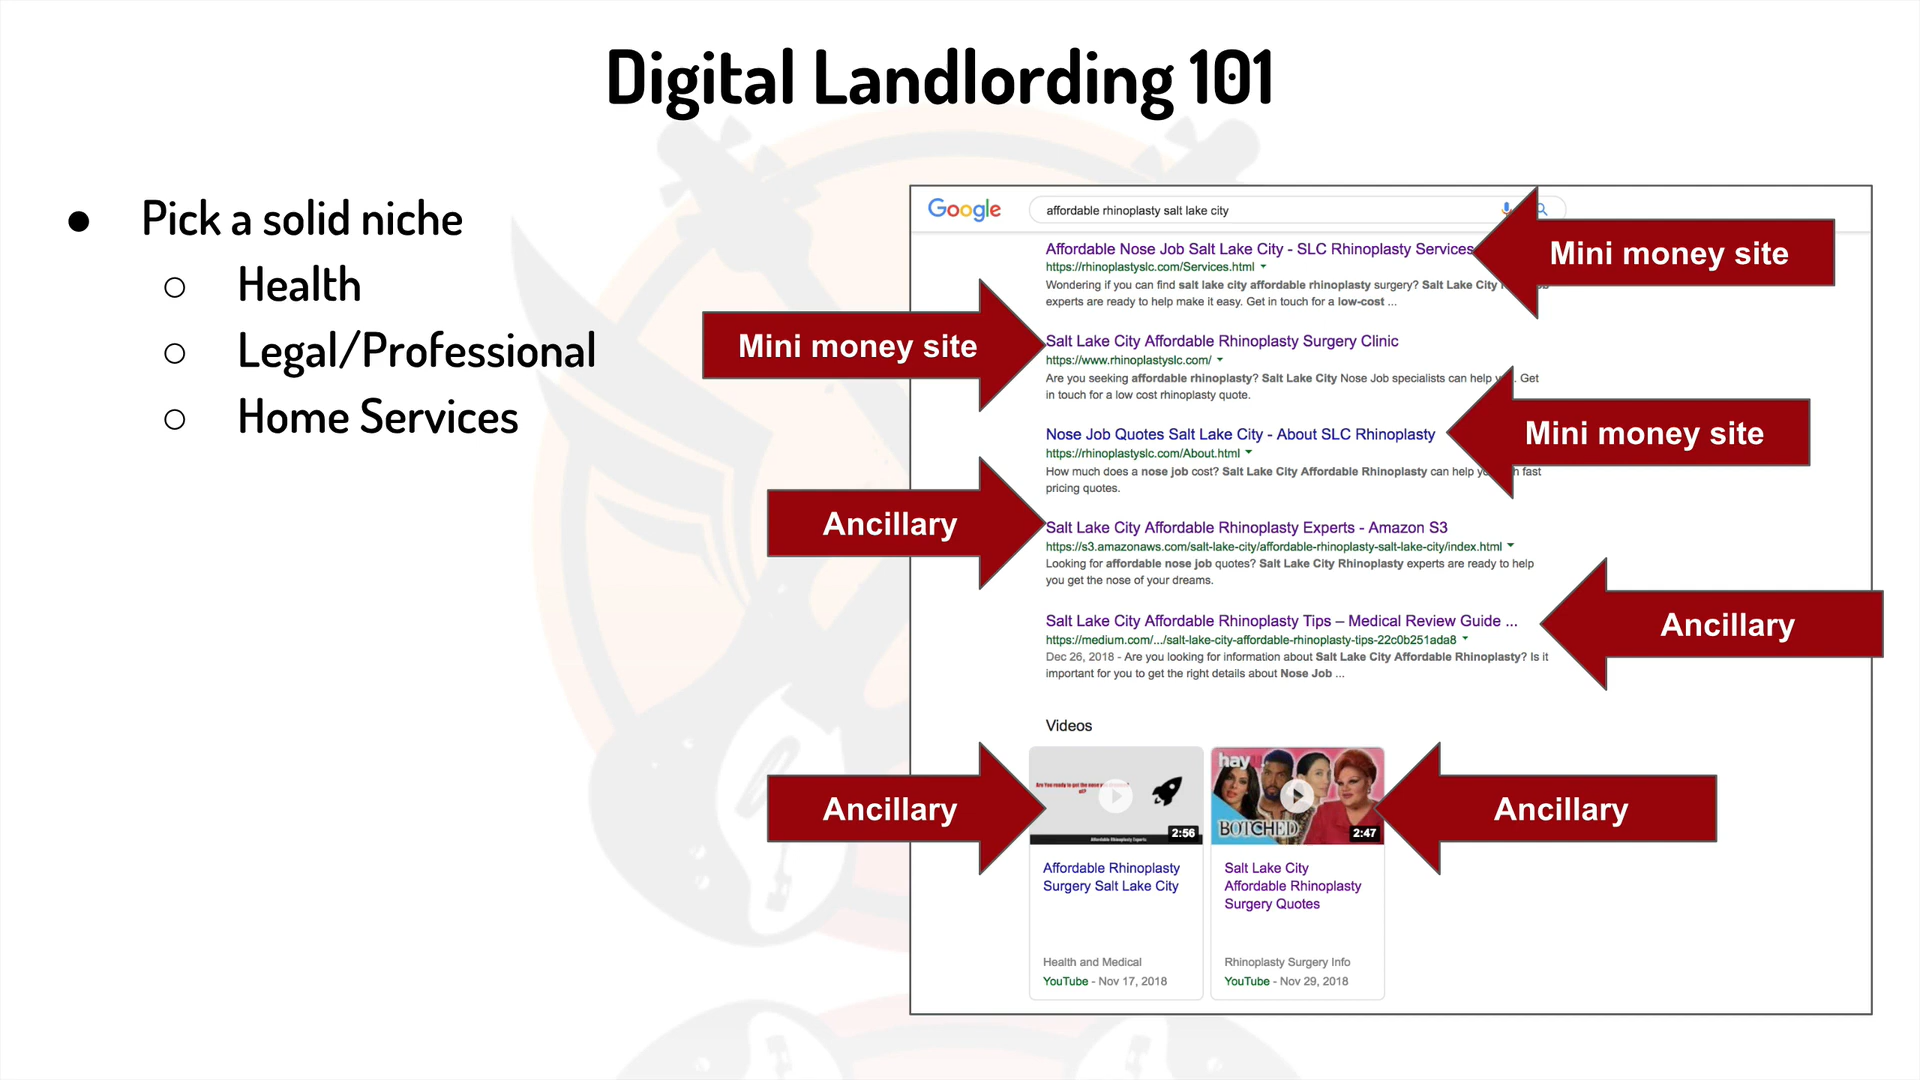 Digital Landlording 101
● Pick a solid niche
○ Health
○ Legal/Professional
○ Home Services
Google
affordable rhinoplasty salt lake city
Affordable Nose Job Salt Lake City - SLC Rhinoplasty Services
https://rhinoplastyslc.com/Services.html
Wondering if you can find salt lake city affordable rhinoplasty surgery? Salt Lake City
experts are ready to help make it easy. Get in touch for a low-cost ...
Mini money site
Mini money site
Salt Lake City Affordable Rhinoplasty Surgery Clinic
https://www.rhinoplastyslc.com/
Are you seeking affordable rhinoplasty? Salt Lake City Nose Job specialists can help Get
in touch for a low cost rhinoplasty quote.
Nose Job Quotes Salt Lake City - About SLC Rhinoplasty
https://rhinoplastyslc.com/About.html
How much does a nose job cost? Salt Lake City Affordable Rhinoplasty can help fast
pricing quotes.
Mini money site
Ancillary
Salt Lake City Affordable Rhinoplasty Experts - Amazon S3
https://s3.amazonaws.com/salt-lake-city/affordable-rhinoplasty-salt-lake-city/index.html
Looking for affordable nose job quotes? Salt Lake City Rhinoplasty experts are ready to help
you get the nose of your dreams.
Salt Lake City Affordable Rhinoplasty Tips – Medical Review Guide ...
https://medium.com/.../salt-lake-city-affordable-rhinoplasty-tips-22c0b251ada8
Dec 26, 2018 - Are you looking for information about Salt Lake City Affordable Rhinoplasty? Is it
important for you to get the right details about Nose Job ...
Ancillary
Videos
Ancillary
2:56
hayu
BOTCHED
2:47
Ancillary
Affordable Rhinoplasty
Surgery Salt Lake City
Health and Medical
YouTube - Nov 17, 2018
Salt Lake City
Affordable Rhinoplasty
Surgery Quotes
Rhinoplasty Surgery Info
YouTube - Nov 29, 2018